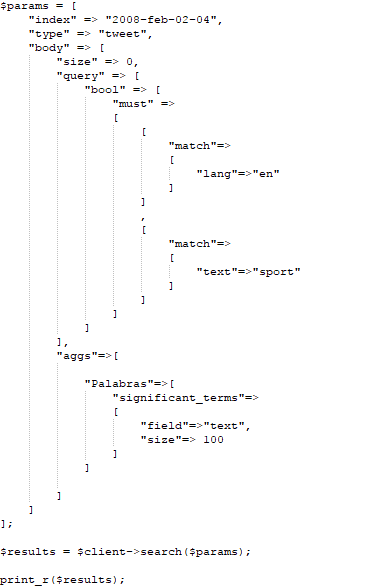 $params = [
"index" => "2008-feb-02-04",
"type" => "tweet",
"body" => [
"size" => 0,
"query" => [
"bool" => [
"must" =>
[
[
"match"=>
[
"lang"=>"en"
]
]
,
[
"match"=>
[
"text"=>"sport"
]
]
]
]
],
"aggs"=>[
"Palabras"=>[
"significant_terms"=>
[
"field"=>"text",
"size"=> 100
]
]
]
]
];
$results = $client->search($params);
print_r($results);